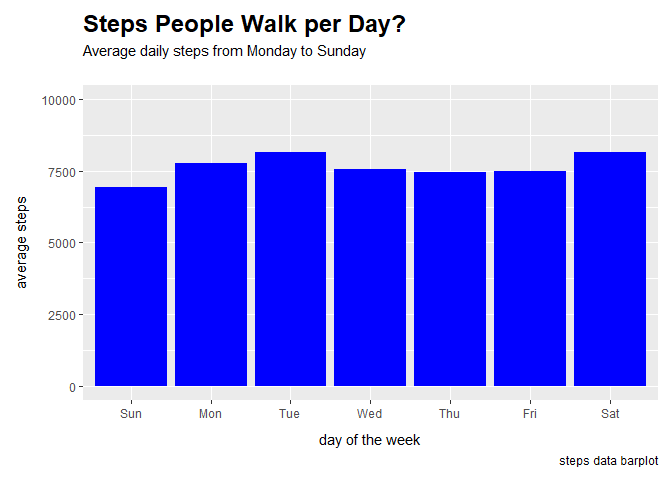 Steps People Walk per Day?
Average daily steps from Monday to Sunday
10000
7500
5000
2500
0
average steps
Sun Mon Tue Wed Thu Fri Sat
day of the week
steps data barplot